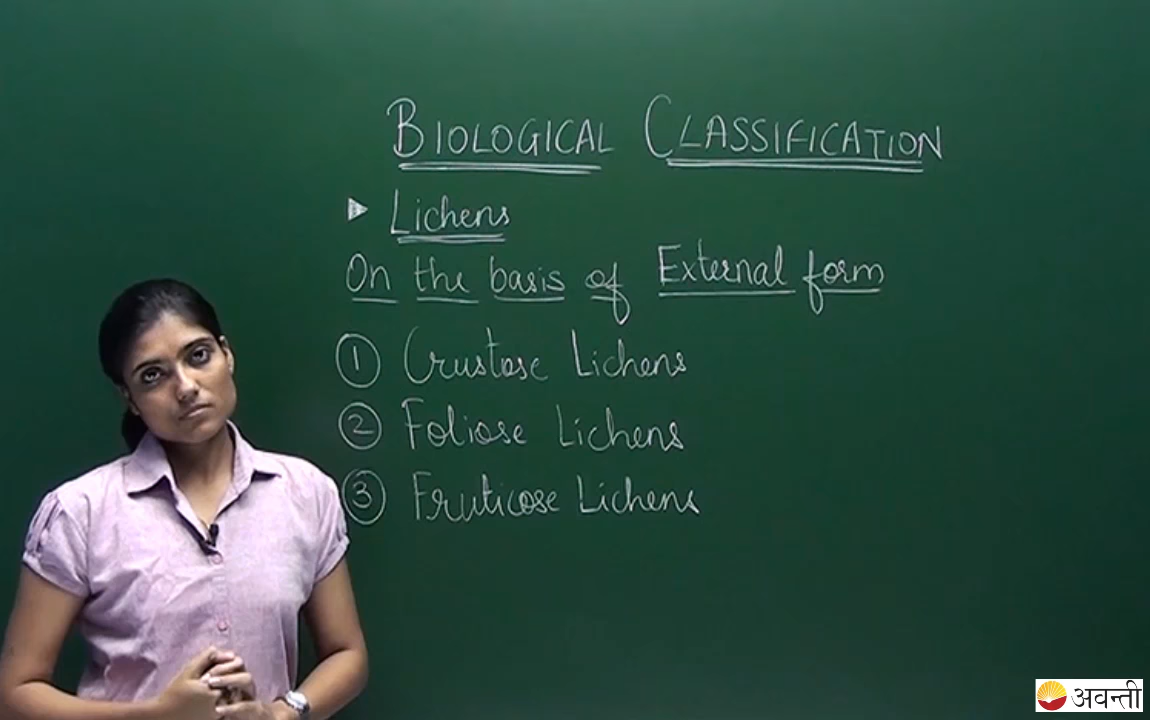 BIOLOGICAL CLASSIFICATION
Lichens
On the basis of External form
1 Crustose Lichens
2 Foliose Lichens
3 Fruticose Lichens
अवन्ती